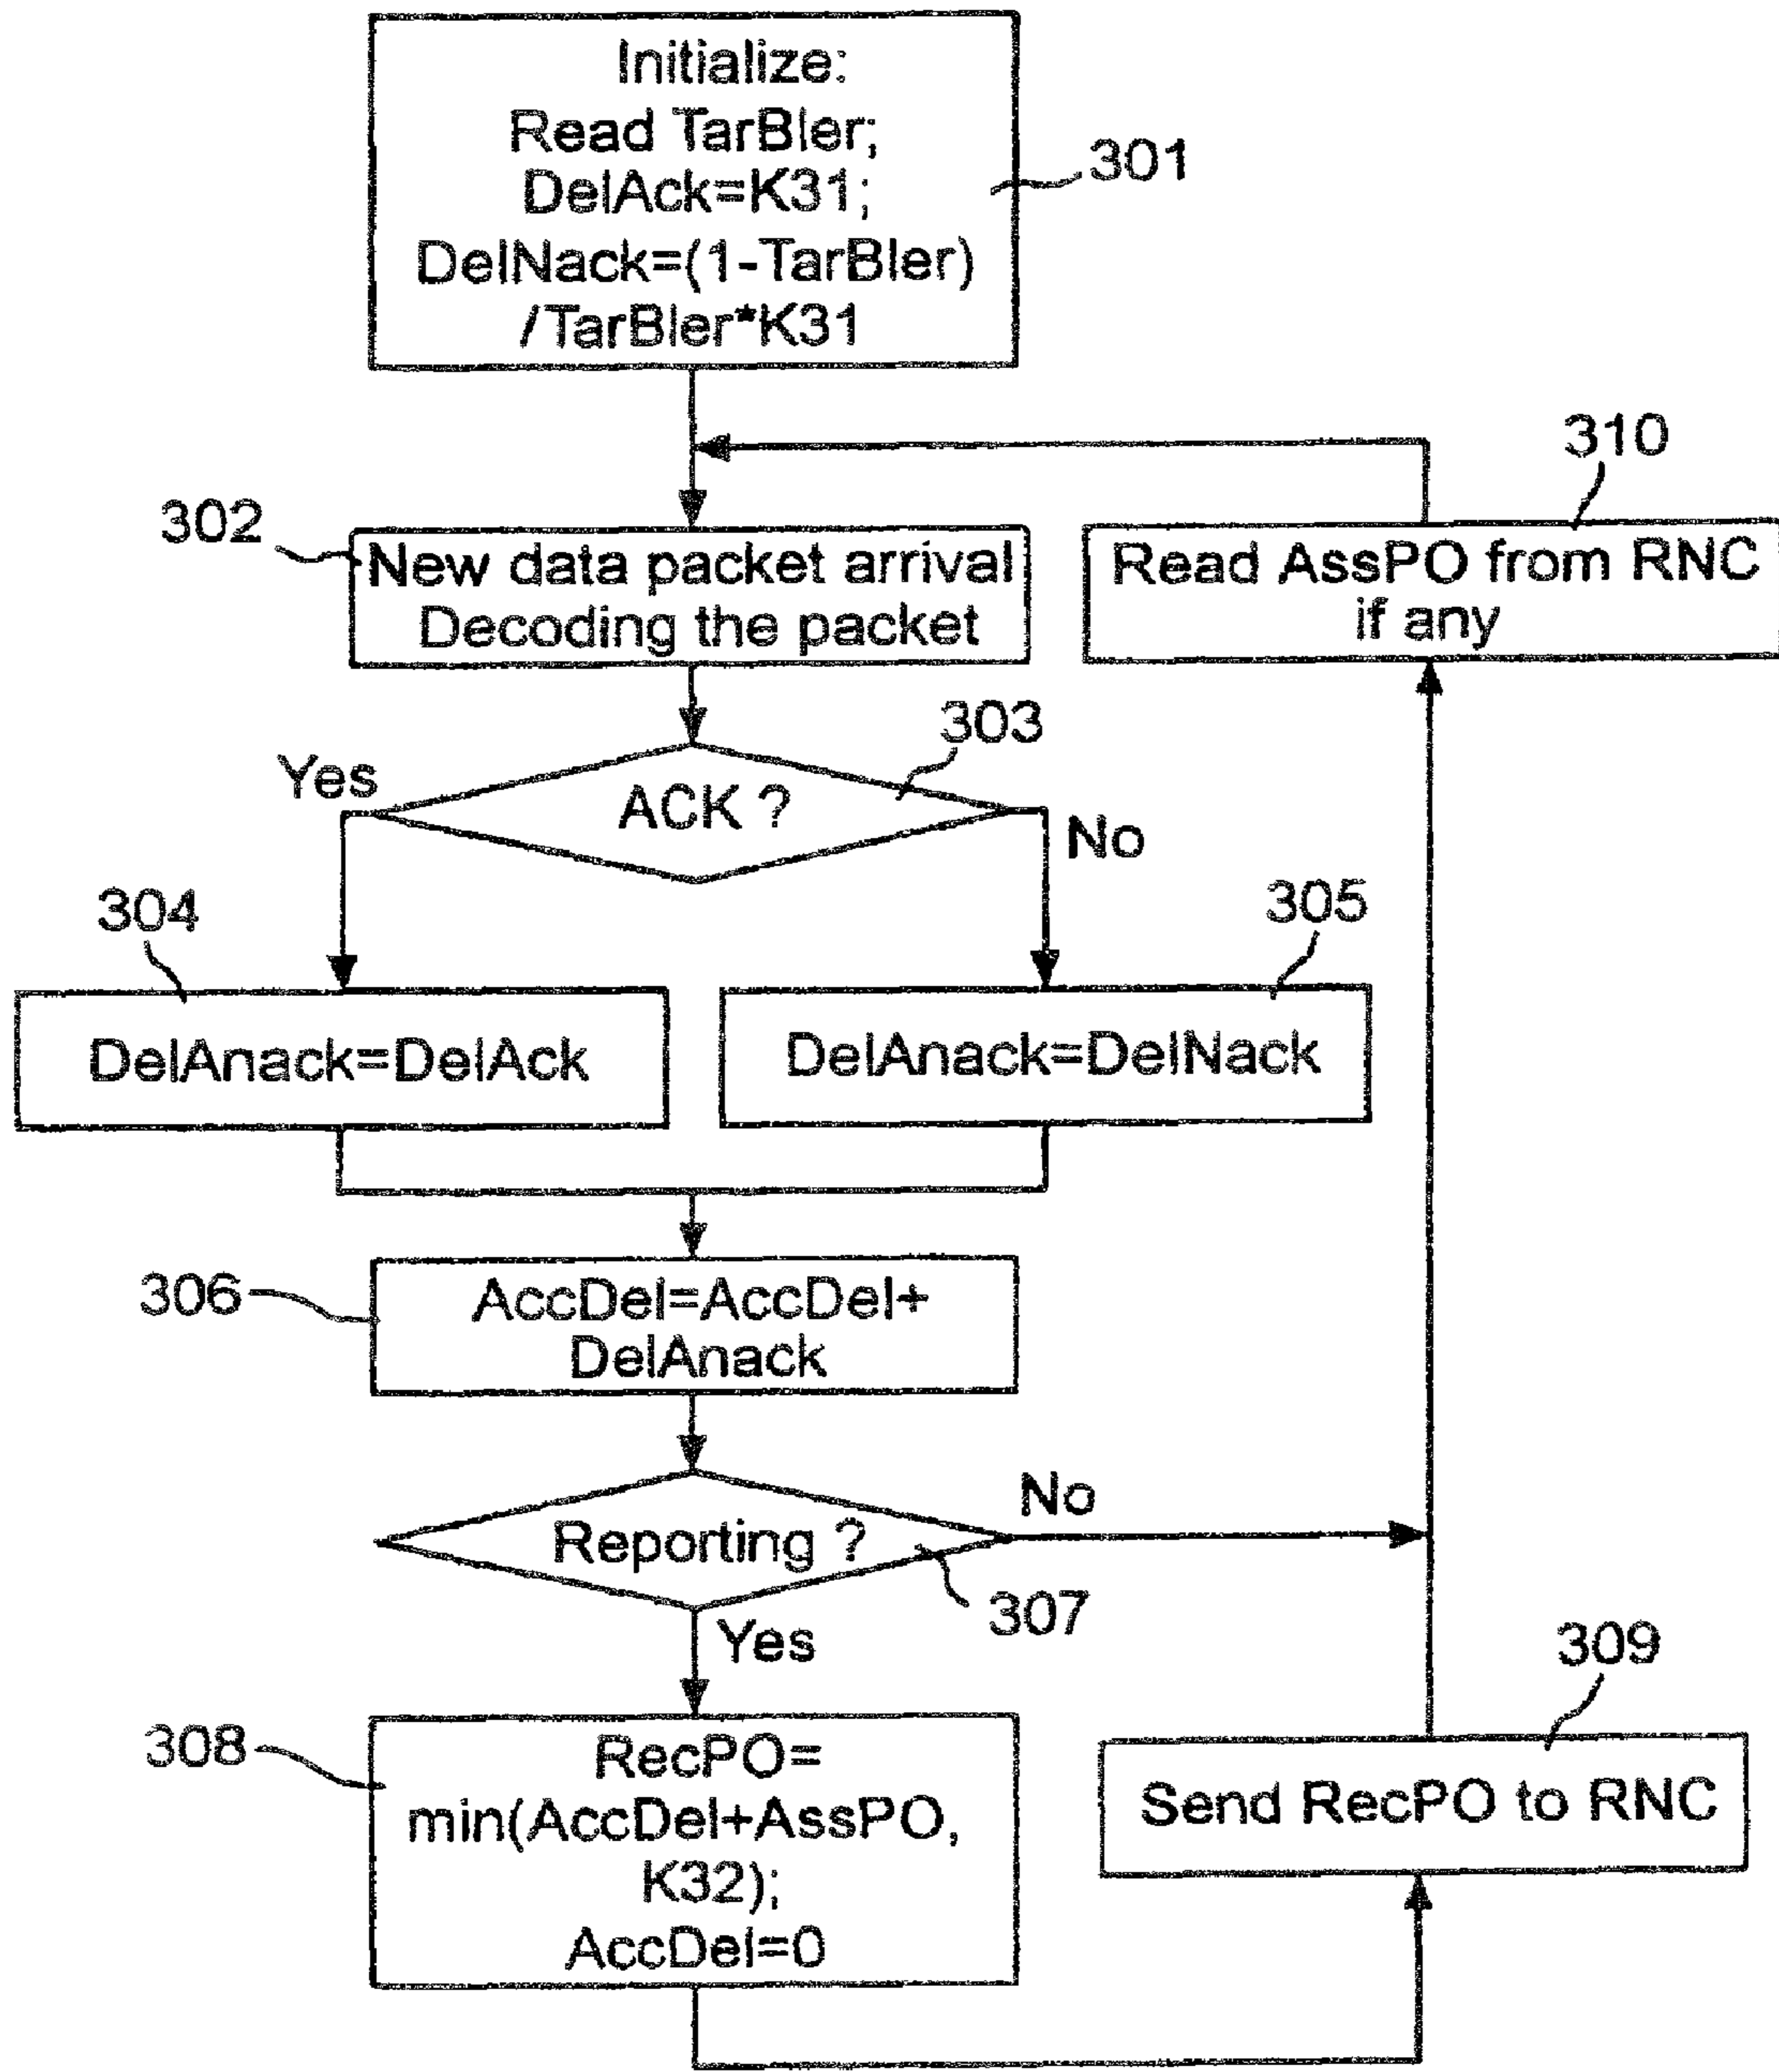 Initialize:
Read TarBler;
DelAck=K31;
DelNack=(1-TarBler)
/TarBler*K31
301
310
302
New data packet arrival
Decoding the packet
Read AssPO from RNC
if any
303
Yes
ACK ?
No
304
305
DelAnack=DelAck
DelAnack=DelNack
306
AccDel=AccDel+
DelAnack
No
Reporting ?
307
Yes
309
308
RecPO=
min(AccDel+AssPO,
K32);
AccDel=0
Send RecPO to RNC